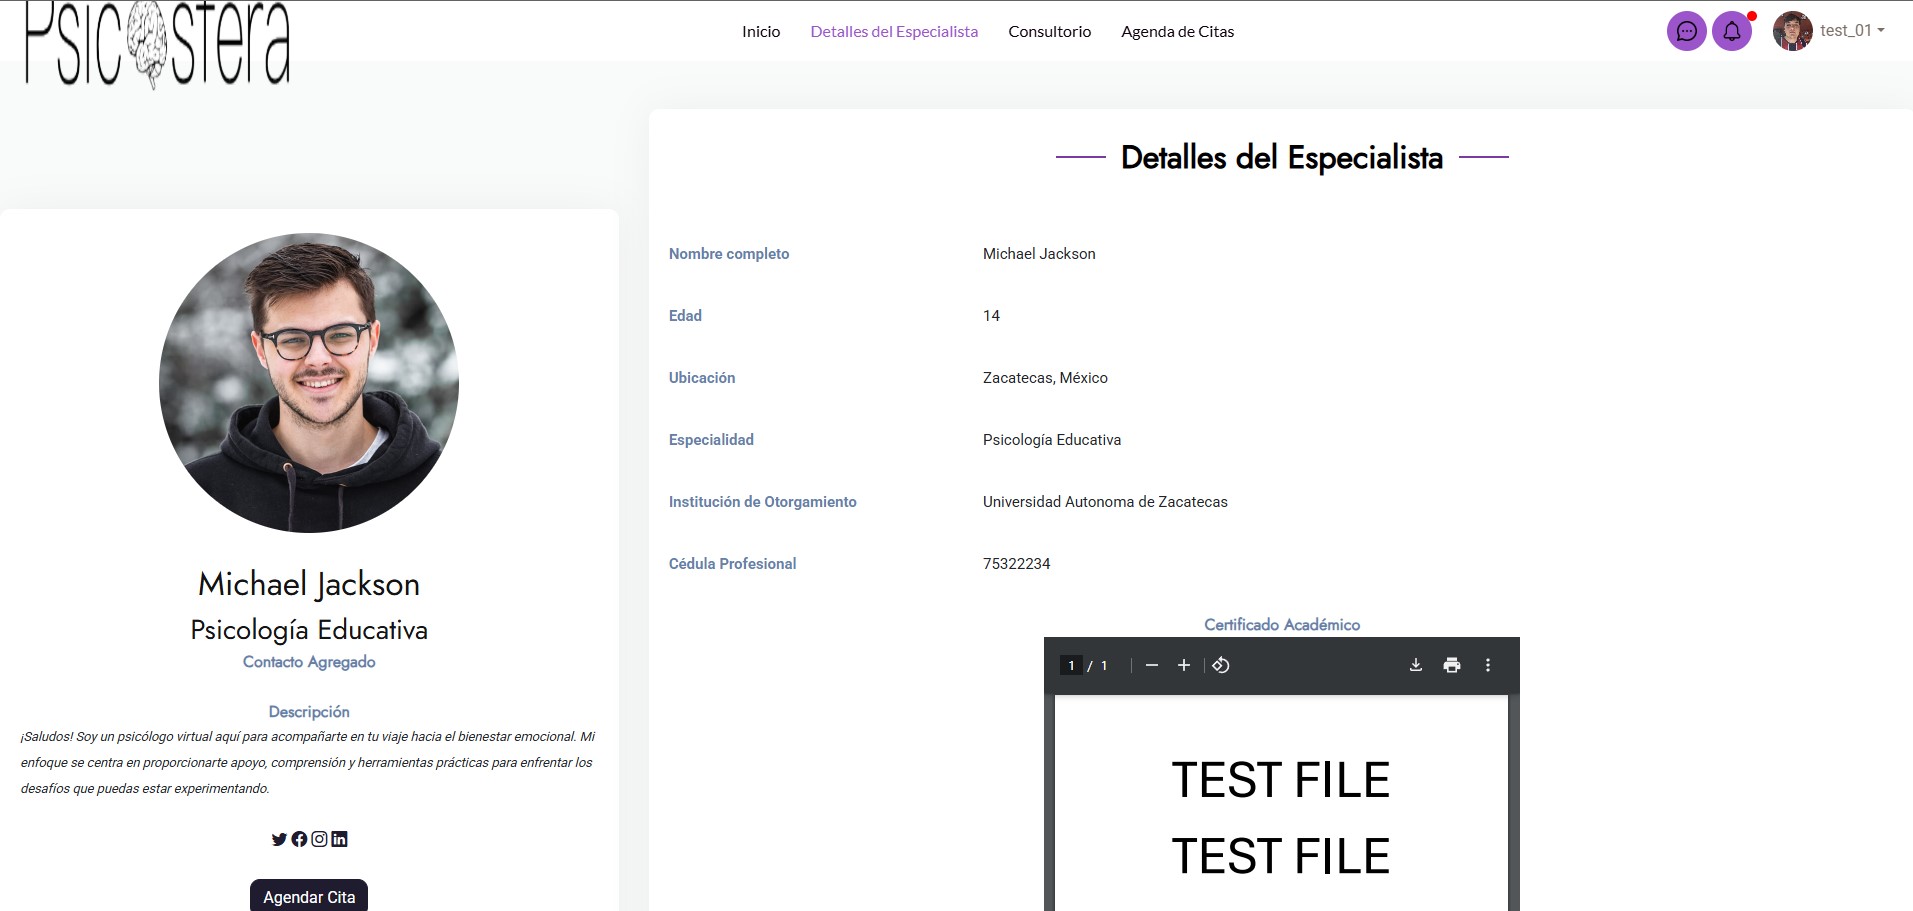 Psicosfera
Inicio Detalles del Especialista Consultorio Agenda de Citas
test_01
Michael Jackson
Psicología Educativa
Contacto Agregado
Descripción
¡Saludos! Soy un psicólogo virtual aquí para acompañarte en tu viaje hacia el bienestar emocional. Mi
enfoque se centra en proporcionarte apoyo, comprensión y herramientas prácticas para enfrentar los
desafíos que puedas estar experimentando.
Agendar Cita
Detalles del Especialista
Nombre completo Michael Jackson
Edad 14
Ubicación Zacatecas, México
Especialidad Psicología Educativa
Institución de Otorgamiento Universidad Autonoma de Zacatecas
Cédula Profesional 75322234
Certificado Académico
1 / 1
TEST FILE
TEST FILE